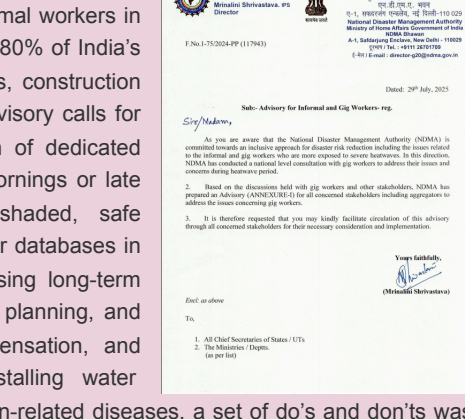 mal workers in
80% of India's
s, construction
visory calls for
n of dedicated
ornings or late
shaded, safe
r databases in
sing long-term
planning, and
ensation, and
stalling water
n-related diseases, a set of do's and don'ts was
Mrinalini Shrivastava, IPS
Director
सत्यमेव जयते
एन.डी.एम.ए. भवन
ए-1, सफदरजंग एन्क्लेव, नई दिल्ली-110 029
National Disaster Management Authority
Ministry of Home Affairs Government of India
NDMA Bhawan
A-1, Safdarjung Enclave, New Delhi - 110029
दूरभाष / Tel. : +9111 26701709
ई-मेल / E-mail : director-g20@ndma.gov.in
F.No.1-75/2024-PP (117943)
Dated: 29th July, 2025
Sub:- Advisory for Informal and Gig Workers- reg.
Sir/Madam,
As you are aware that the National Disaster Management Authority (NDMA) is
committed towards an inclusive approach for disaster risk reduction including the issues related
to the informal and gig workers who are more exposed to severe heatwaves. In this direction,
NDMA has conducted a national level consultation with gig workers to address their issues and
concerns during heatwave period.
2. Based on the discussions held with gig workers and other stakeholders, NDMA has
prepared an Advisory (ANNEXURE-I) for all concerned stakeholders including aggregators to
address the issues concerning gig workers.
3. It is therefore requested that you may kindly facilitate circulation of this advisory
through all concerned stakeholders for their necessary consideration and implementation.
Yours faithfully,
(Mrinalini Shrivastava)
Encl: as above
To,
1. All Chief Secretaries of States / UTs
2. The Ministries / Deptts.
(as per list)